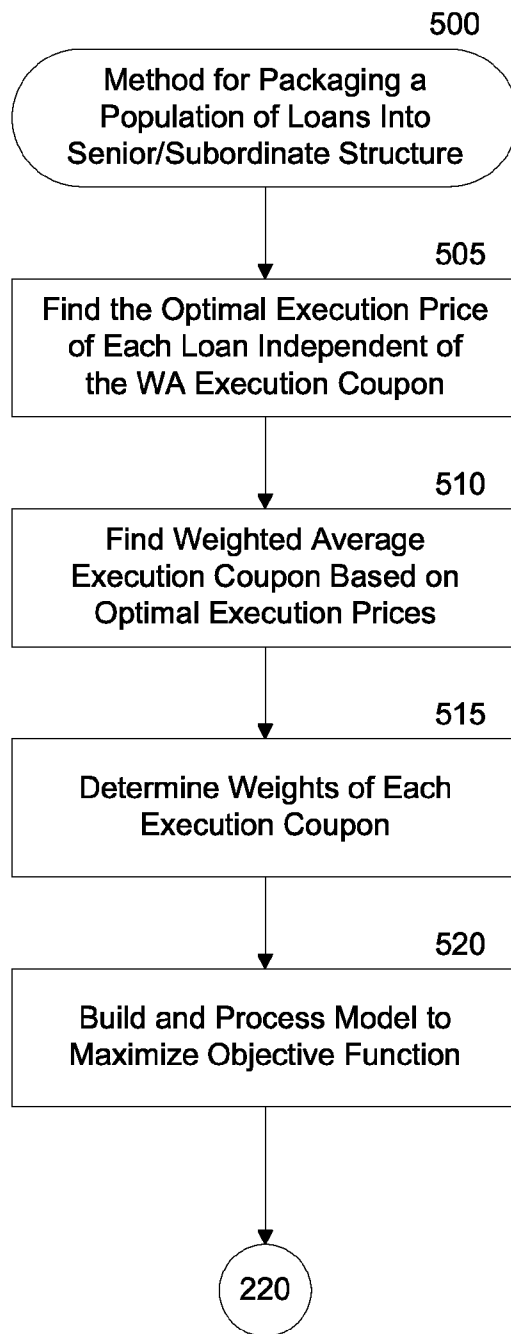 500
Method for Packaging a
Population of Loans Into
Senior/Subordinate Structure
505
Find the Optimal Execution Price
of Each Loan Independent of
the WA Execution Coupon
510
Find Weighted Average
Execution Coupon Based on
Optimal Execution Prices
515
Determine Weights of Each
Execution Coupon
520
Build and Process Model to
Maximize Objective Function
220